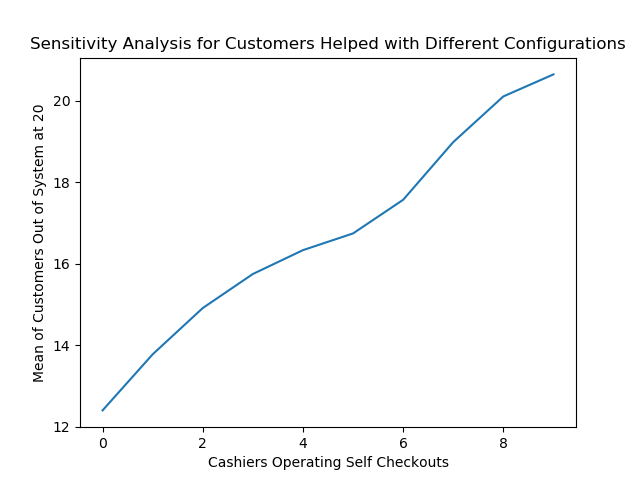 Sensitivity Analysis for Customers Helped with Different Configurations
Mean of Customers Out of System at 20
20
18
16
14
12
0 2 4 6 8
Cashiers Operating Self Checkouts